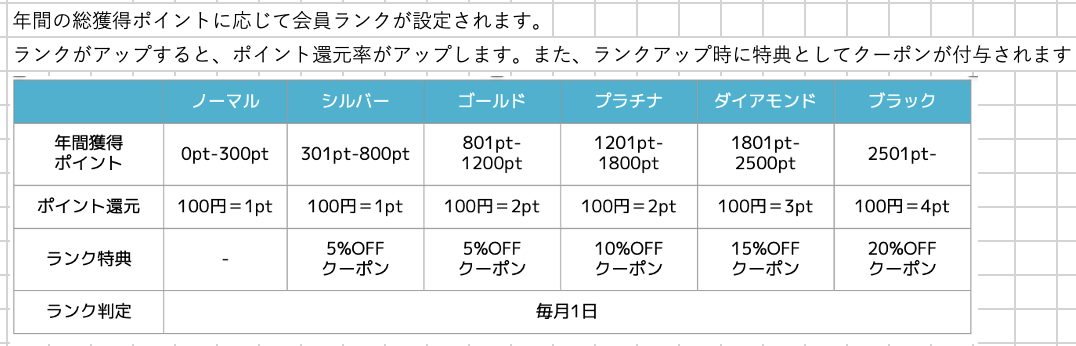 年間の総獲得ポイントに応じて会員ランクが設定されます。
ランクがアップすると、ポイント還元率がアップします。また、ランクアップ時に特典としてクーポンが付与されます
ノーマル シルバー ゴールド プラチナ ダイアモンド ブラック
年間獲得
ポイント
0pt-300pt
301pt-800pt
801pt-
1200pt
1201pt-
1800pt
1801pt-
2500pt
2501pt-
ポイント還元 100円=1pt 100円=1pt 100円=2pt 100円=2pt 100円=3pt 100円=4pt
ランク特典
-
5%OFF
クーポン
5%OFF
クーポン
10%OFF
クーポン
15%OFF
クーポン
20%OFF
クーポン
ランク判定 毎月1日